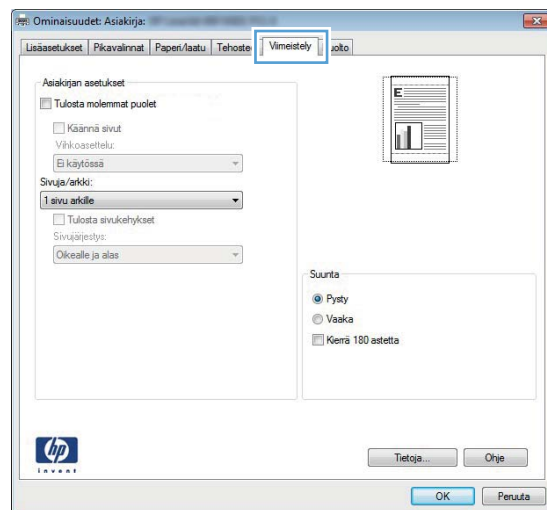 Ominaisuudet: Asiakirja:
Lisäasetukset Pikavalinnat Paperi/laatu Viimeistely
Asiakirjan asetukset
Tulosta molemmat puolet
Käännä sivut
Vihkoasettelu:
Ei käytössä
Sivuja/arkki:
1 sivu arkille
Tulosta sivukehykset
Sivujärjestys:
Oikealle ja alas
E
Suunta
Pysty
Vaaka
Kierrä 180 astetta
hp
invent
Tietoja... Ohje
OK Peruuta